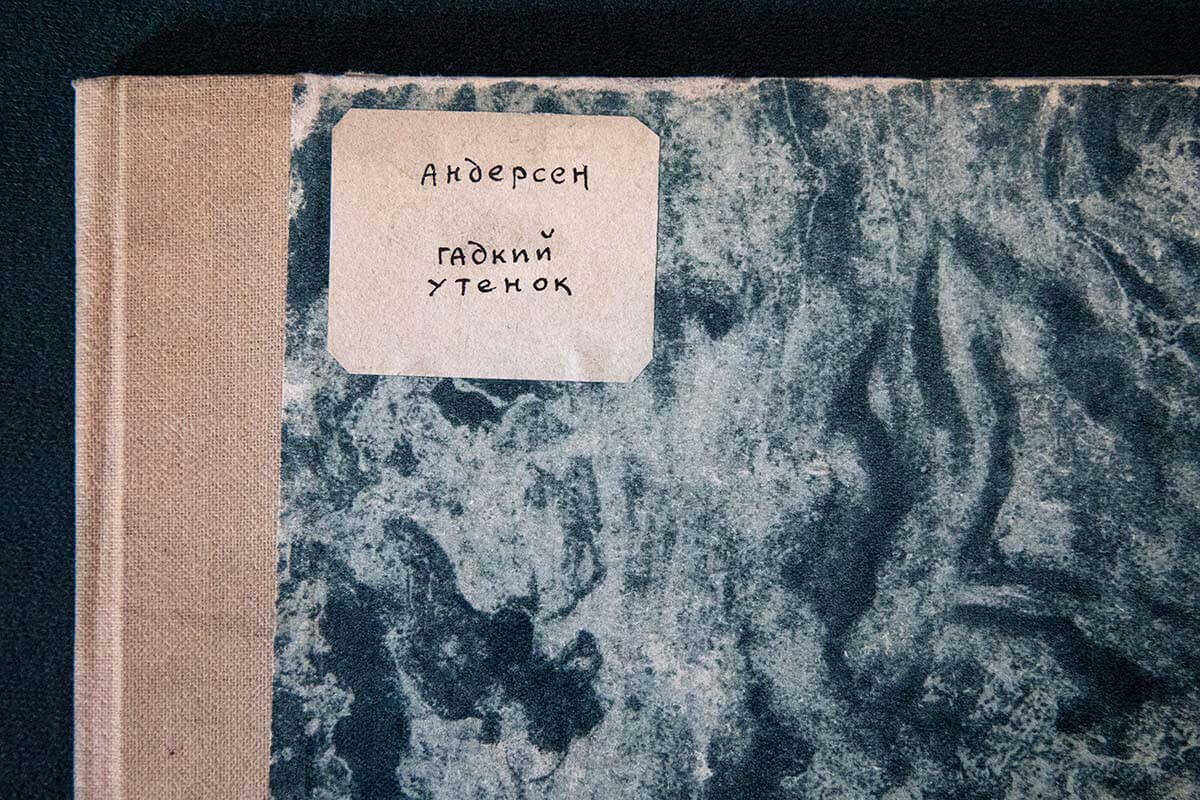 Андерсен
гадкий
утенок